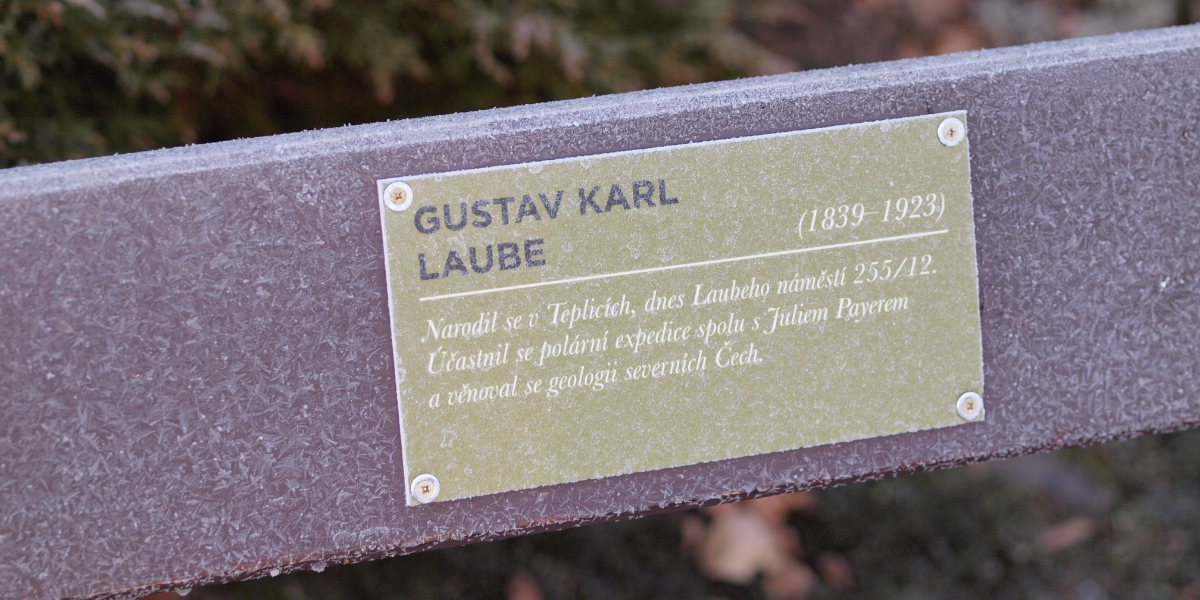 GUSTAV KARL
LAUBE
(1839–1923)
Narodil se v Teplicích, dnes Laubeho náměstí 255/12.
Účastnil se polární expedice spolu s Juliem Payerem
a věnoval se geologii severních Čech.